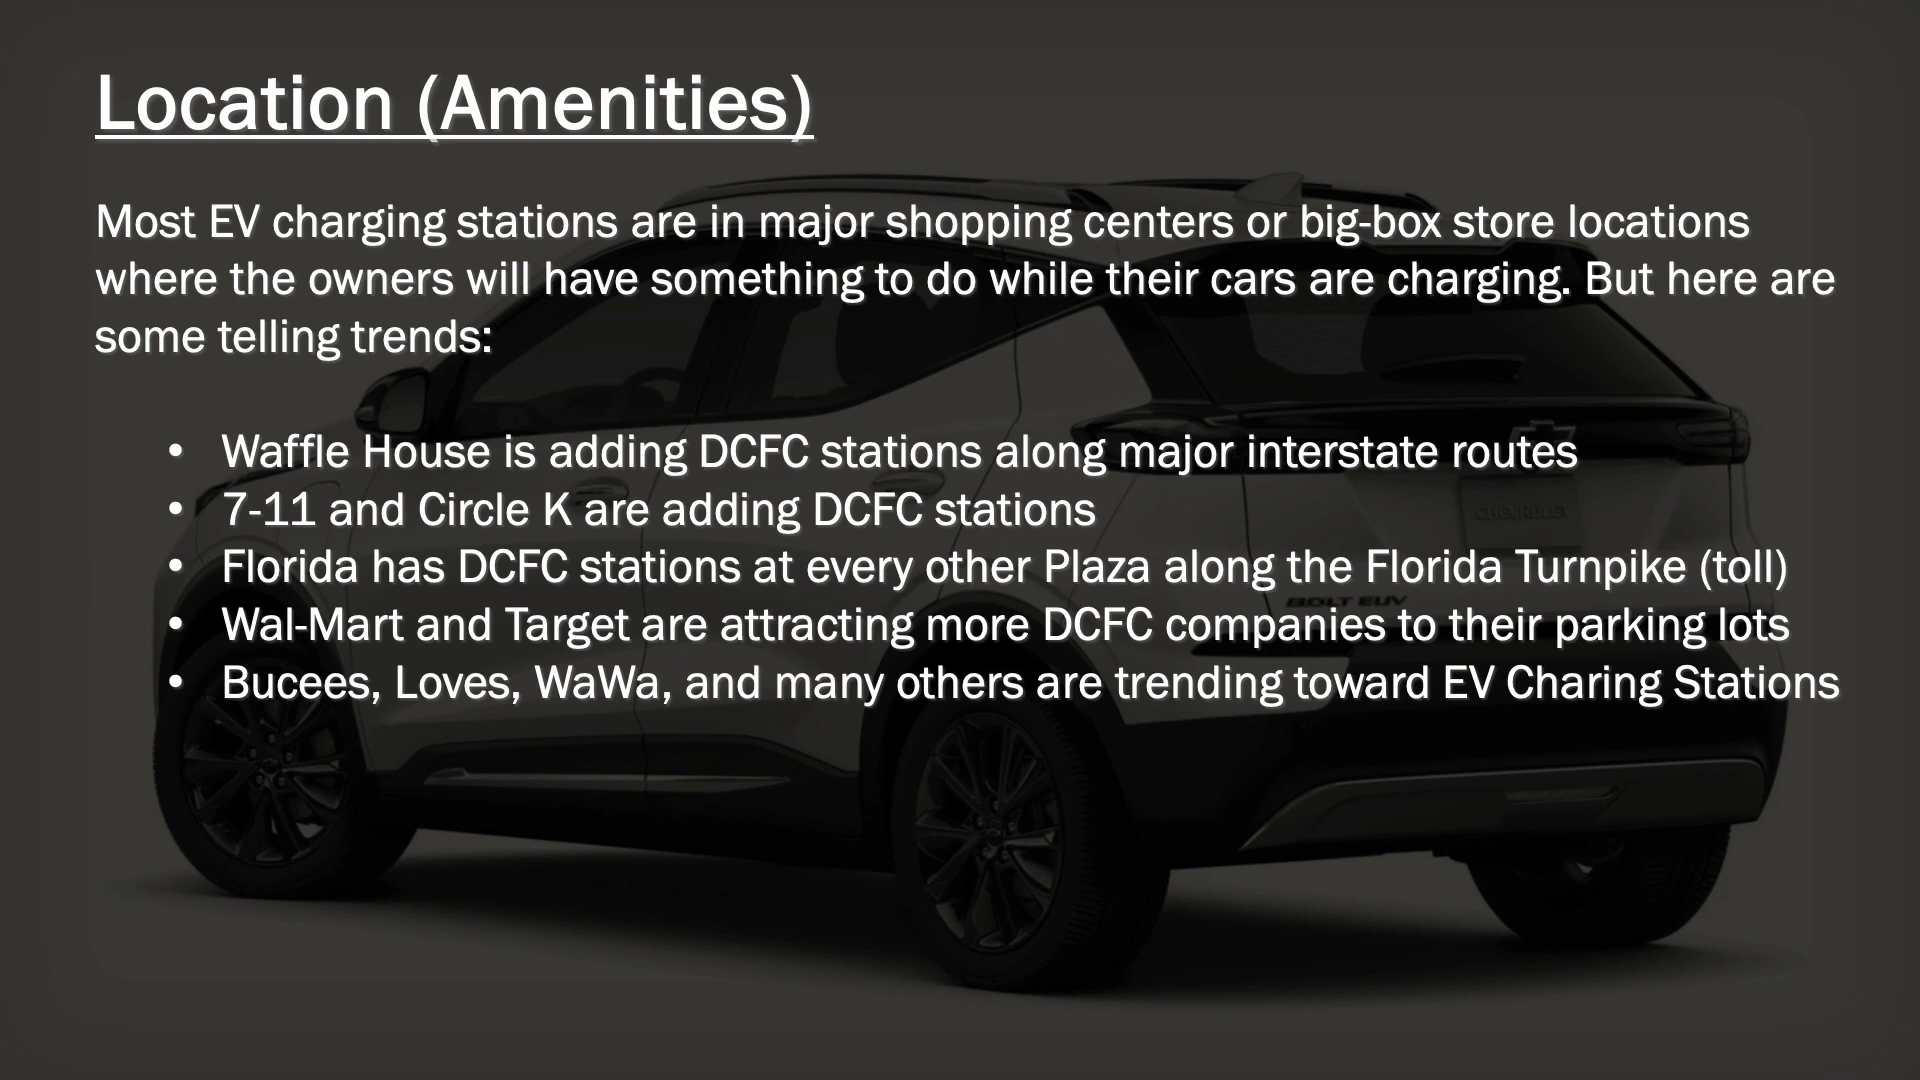 Location (Amenities)
Most EV charging stations are in major shopping centers or big-box store locations
where the owners will have something to do while their cars are charging. But here are
some telling trends:
• Waffle House is adding DCFC stations along major interstate routes
• 7-11 and Circle K are adding DCFC stations
CHEVROLET
• Florida has DCFC stations at every other Plaza along the Florida Turnpike (toll)
BOLT EUV
• Wal-Mart and Target are attracting more DCFC companies to their parking lots
• Bucees, Loves, WaWa, and many others are trending toward EV Charing Stations